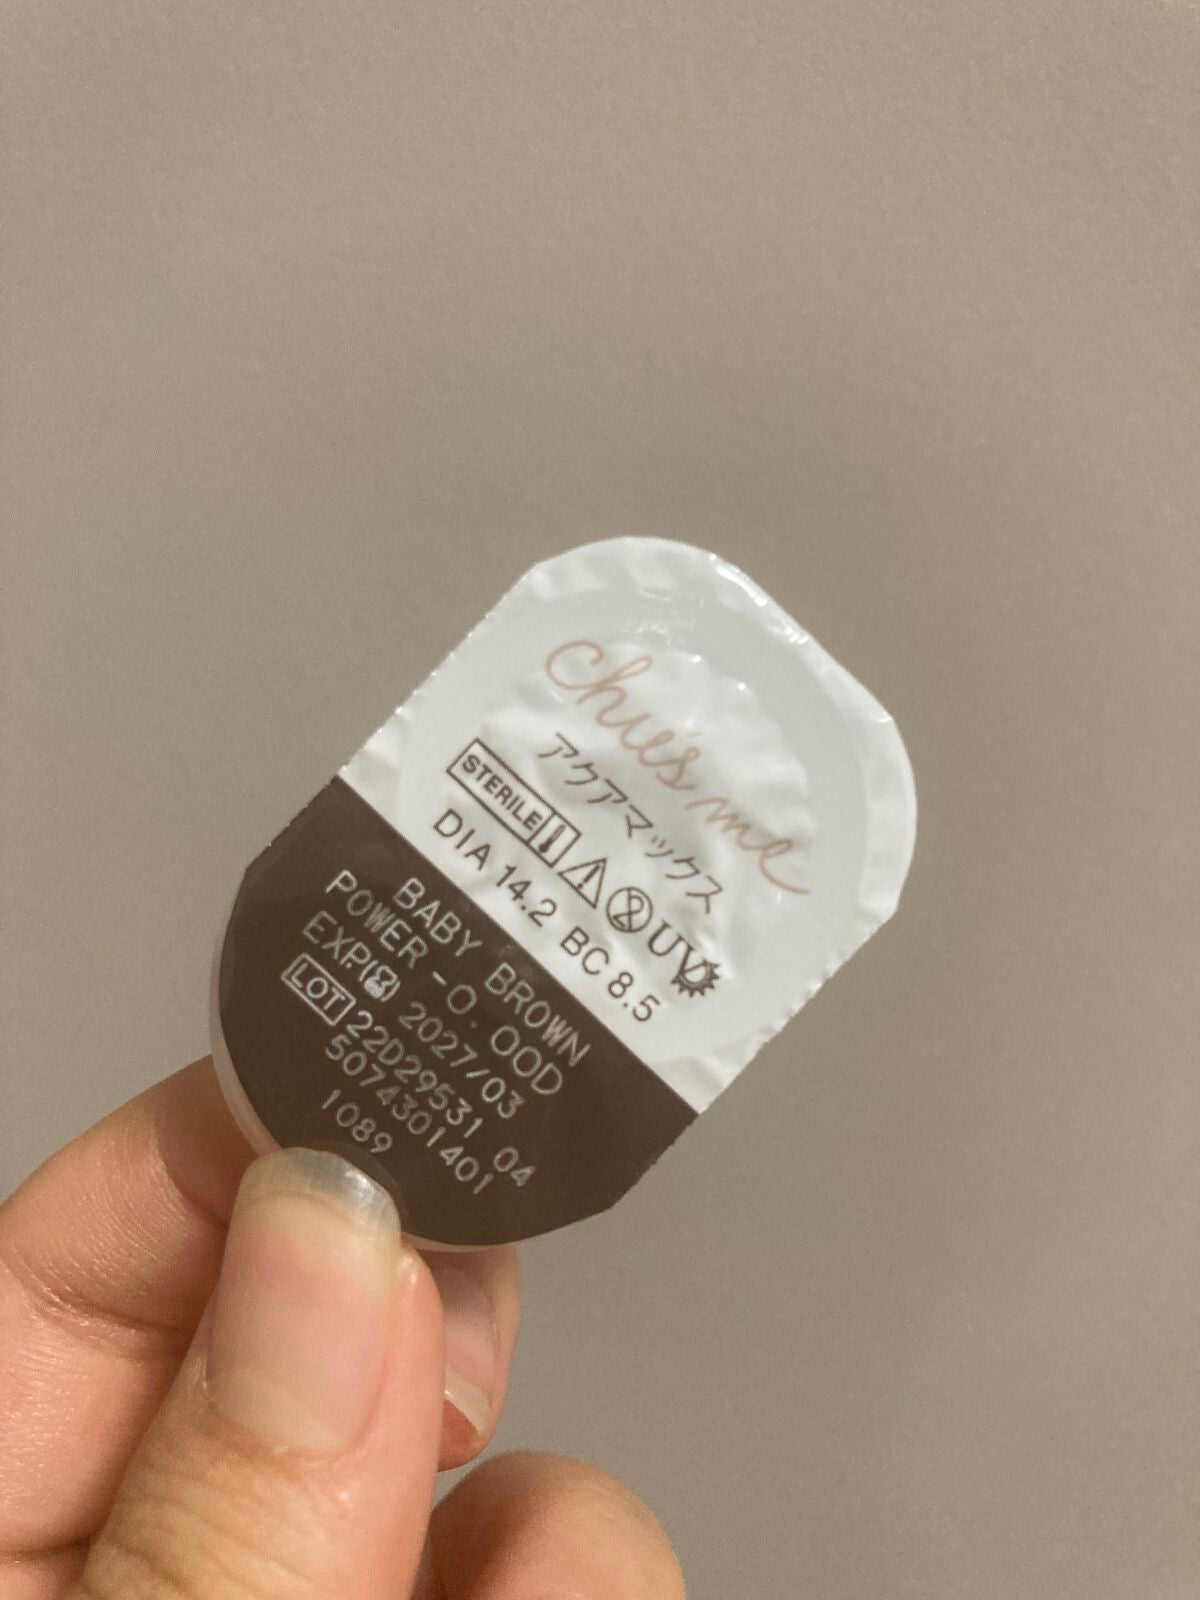 chu's me
アクアマックス
STERILE UV
DIA 14.2 BC 8.5
BABY BROWN
POWER -0.00D
EXP. 2027/03
LOT 22D29531 04
5074301401
1089